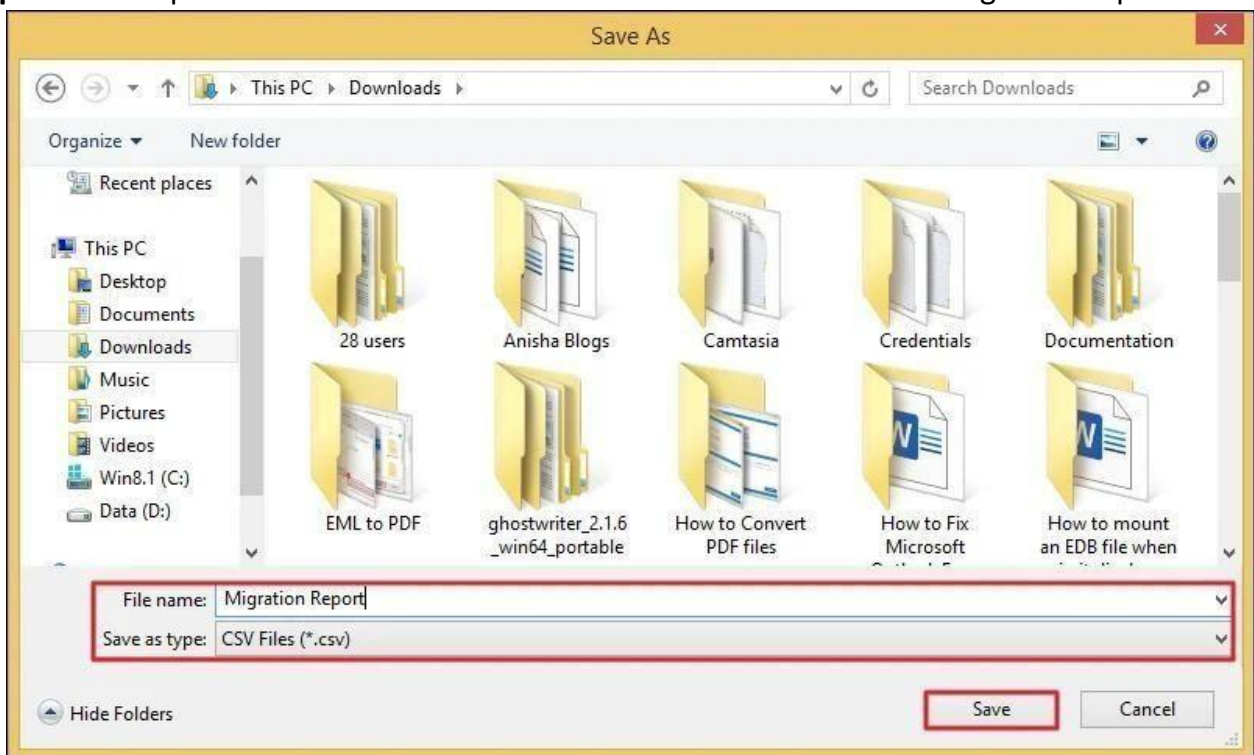 Save As
This PC Downloads
Search Downloads
Organize
New folder
Recent places
This PC
Desktop
Documents
Downloads
Music
Pictures
Videos
Win8.1 (C:)
Data (D:)
28 users
Anisha Blogs
Camtasia
Credentials
Documentation
EML to PDF
ghostwriter_2.1.6
_win64_portable
How to Convert
PDF files
How to Fix
Microsoft
How to mount
an EDB file when
File name: Migration Report
Save as type: CSV Files (*.csv)
Hide Folders
Save
Cancel